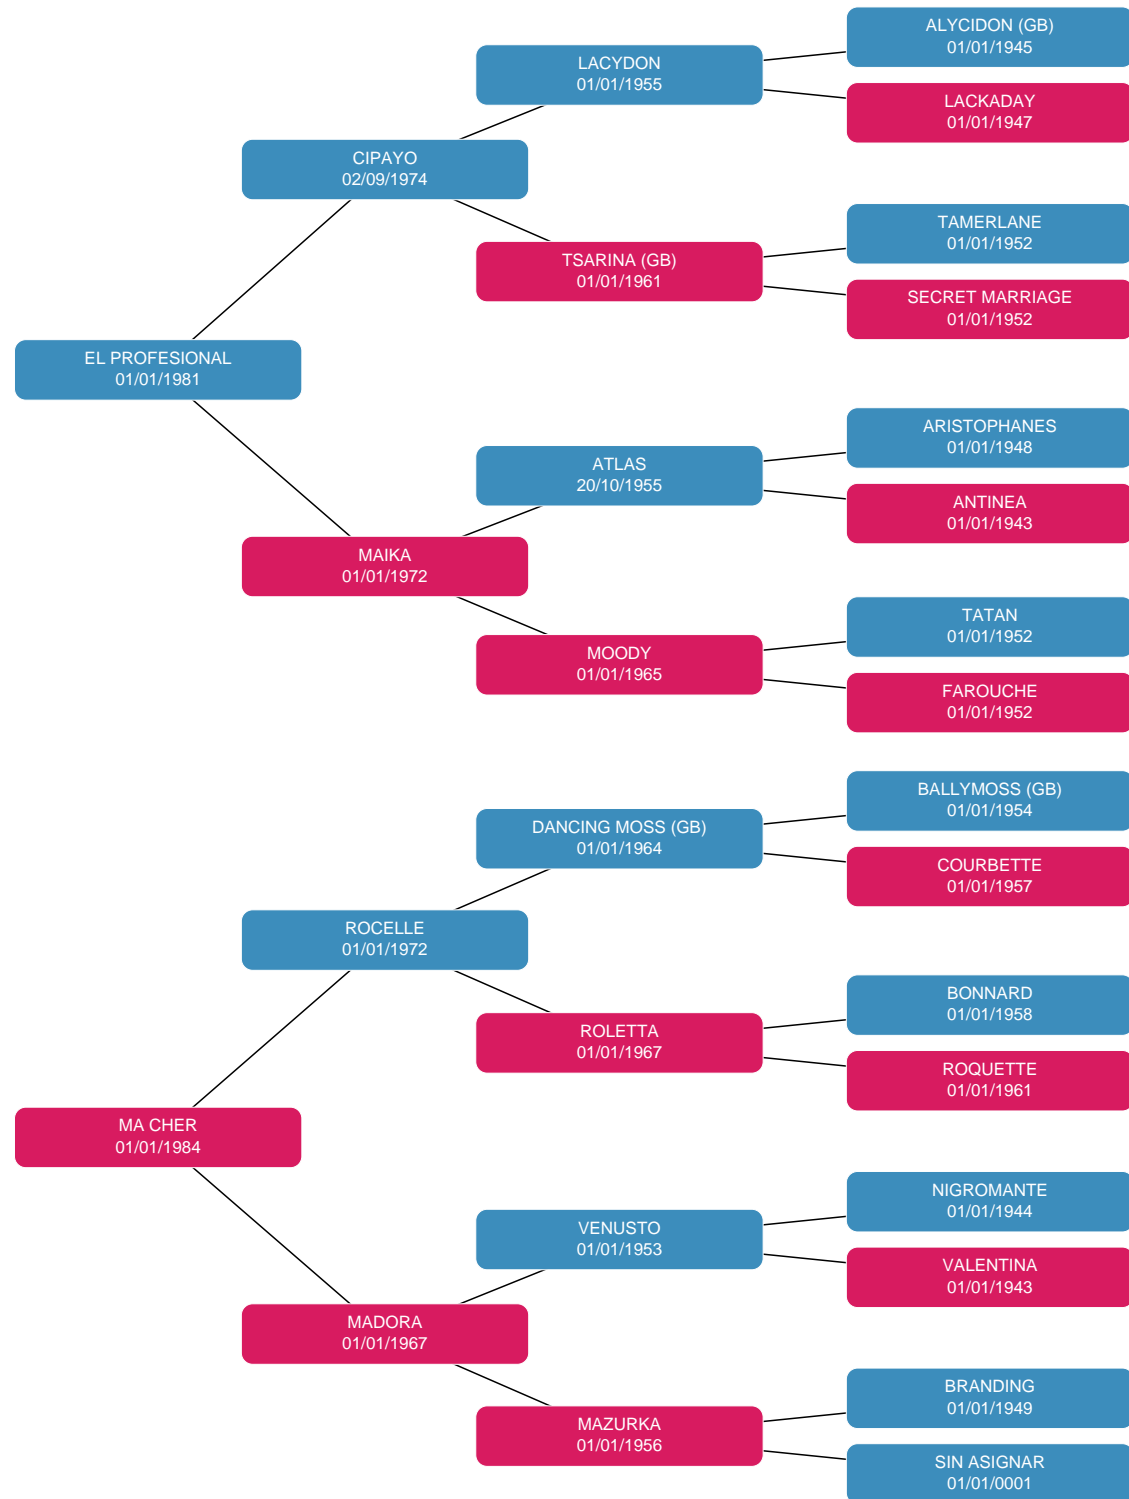 ALYCIDON (GB)
01/01/1945
LACYDON
01/01/1955
LACKADAY
01/01/1947
CIPAYO
02/09/1974
TAMERLANE
01/01/1952
TSARINA (GB)
01/01/1961
SECRET MARRIAGE
01/01/1952
EL PROFESIONAL
01/01/1981
ARISTOPHANES
01/01/1948
ATLAS
20/10/1955
ANTINEA
01/01/1943
MAIKA
01/01/1972
TATAN
01/01/1952
MOODY
01/01/1965
FAROUCHE
01/01/1952
BALLYMOSS (GB)
01/01/1954
DANCING MOSS (GB)
01/01/1964
COURBETTE
01/01/1957
ROCELLE
01/01/1972
BONNARD
01/01/1958
ROLETTA
01/01/1967
ROQUETTE
01/01/1961
MA CHER
01/01/1984
NIGROMANTE
01/01/1944
VENUSTO
01/01/1953
VALENTINA
01/01/1943
MADORA
01/01/1967
BRANDING
01/01/1949
MAZURKA
01/01/1956
SIN ASIGNAR
01/01/0001